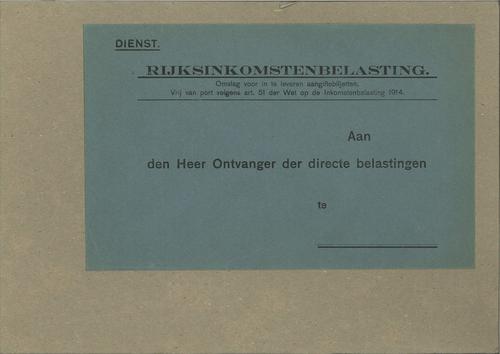 DIENST.
RIJKSINKOMSTENBELASTING.
Omslag voor in te leveren aangiftebiljetten.
Vrij van port volgens art. 51 der Wet op de Inkomstenbelasting 1914.
Aan
den Heer Ontvanger der directe belastingen
te